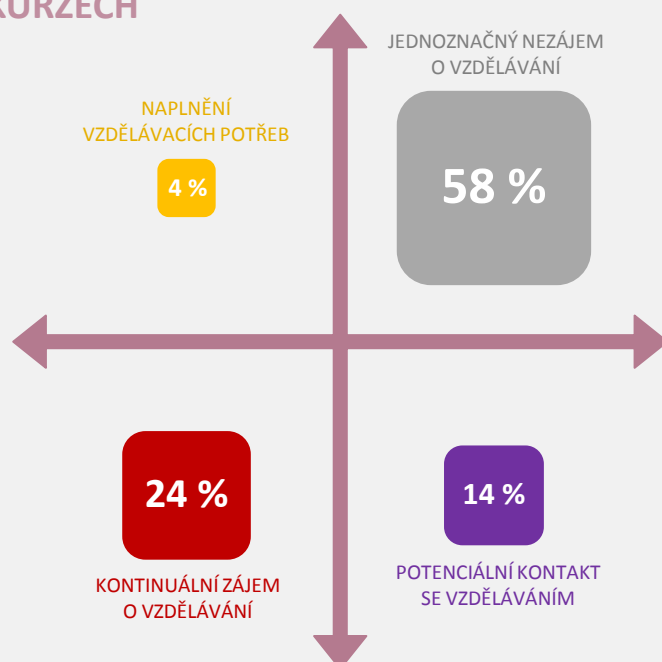 KURZECH
JEDNOZNAČNÝ NEZÁJEM
O VZDĚLÁVÁNÍ
58 %
NAPLNĚNÍ
VZDĚLÁVACÍCH POTŘEB
4 %
24 %
KONTINUÁLNÍ ZÁJEM
O VZDĚLÁVÁNÍ
14 %
POTENCIÁLNÍ KONTAKT
SE VZDĚLÁVÁNÍM